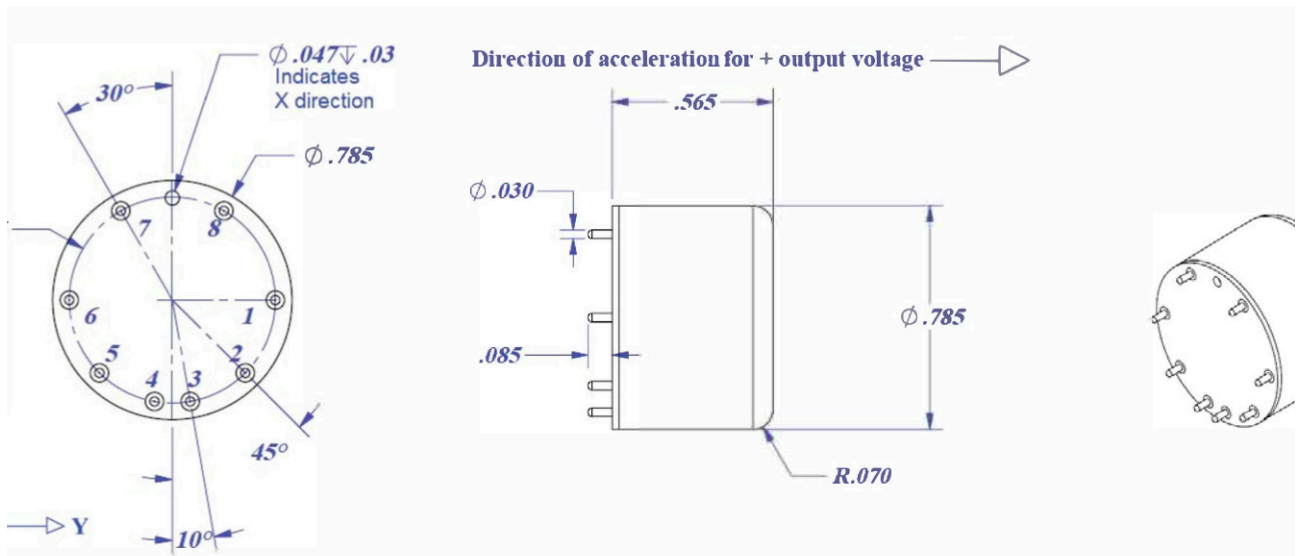 ∅ .047↧ .03
Indicates
X direction
30°
∅ .785
7
8
6
1
5
2
4
3
45°
10°
Y
Direction of acceleration for + output voltage
.565
∅ .030
.085
∅ .785
R.070